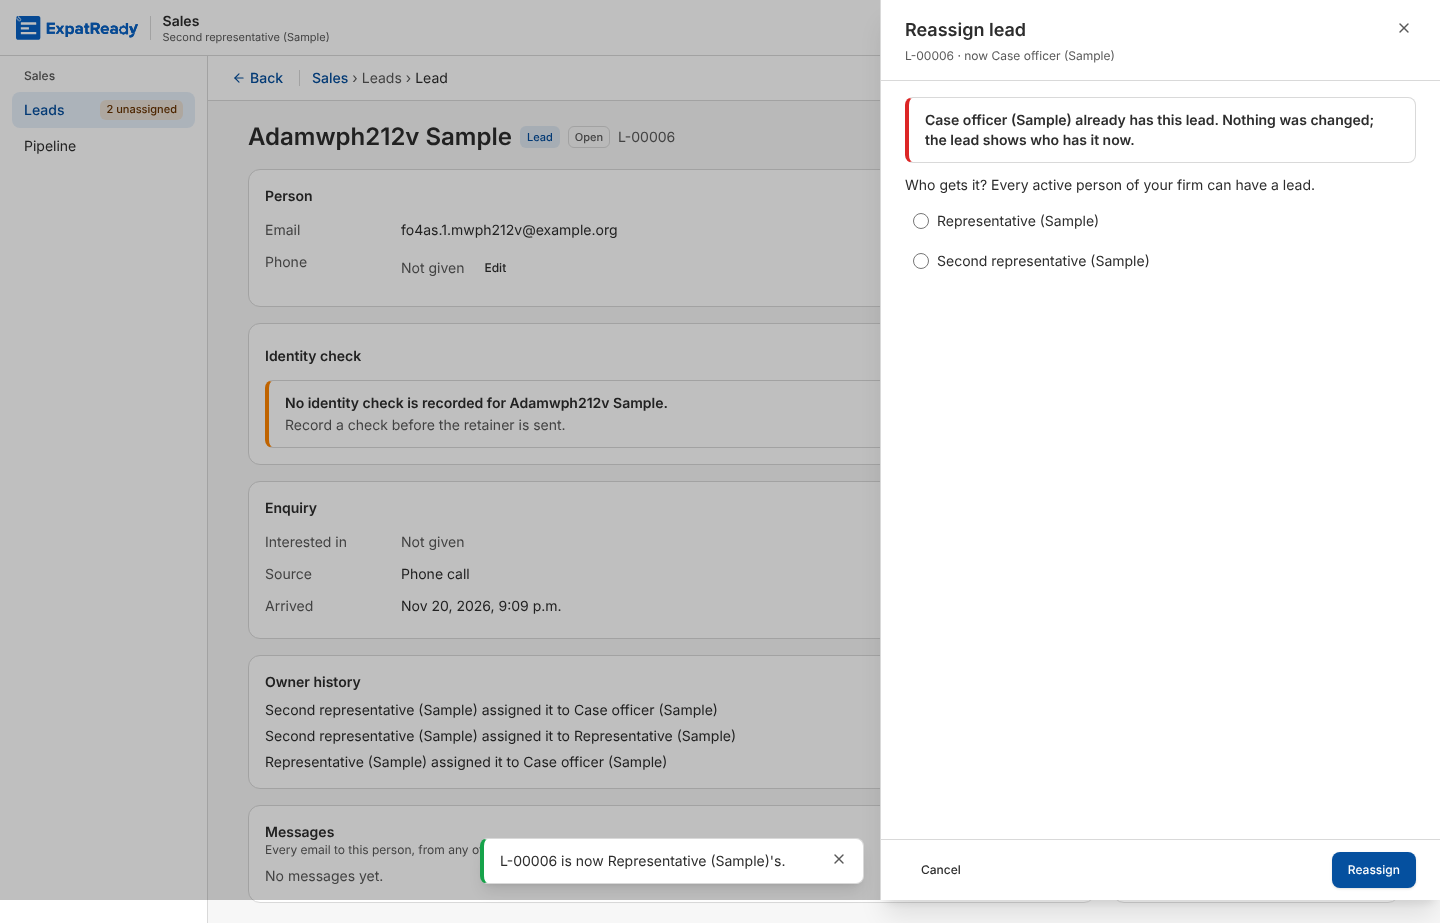 ExpatReady
Sales
Second representative (Sample)
Sales
Leads
2 unassigned
Pipeline
Back
Sales › Leads › Lead
Adamwph212v Sample
Lead
Open
L-00006
Person
Email
fo4as.1.mwph212v@example.org
Phone
Not given
Edit
Identity check
No identity check is recorded for Adamwph212v Sample.
Record a check before the retainer is sent.
Enquiry
Interested in
Not given
Source
Phone call
Arrived
Nov 20, 2026, 9:09 p.m.
Owner history
Second representative (Sample) assigned it to Case officer (Sample)
Second representative (Sample) assigned it to Representative (Sample)
Representative (Sample) assigned it to Case officer (Sample)
Messages
Every email to this person, from any
No messages yet.
L-00006 is now Representative (Sample)'s.
Reassign lead
L-00006 · now Case officer (Sample)
Case officer (Sample) already has this lead. Nothing was changed;
the lead shows who has it now.
Who gets it? Every active person of your firm can have a lead.
Representative (Sample)
Second representative (Sample)
Cancel
Reassign